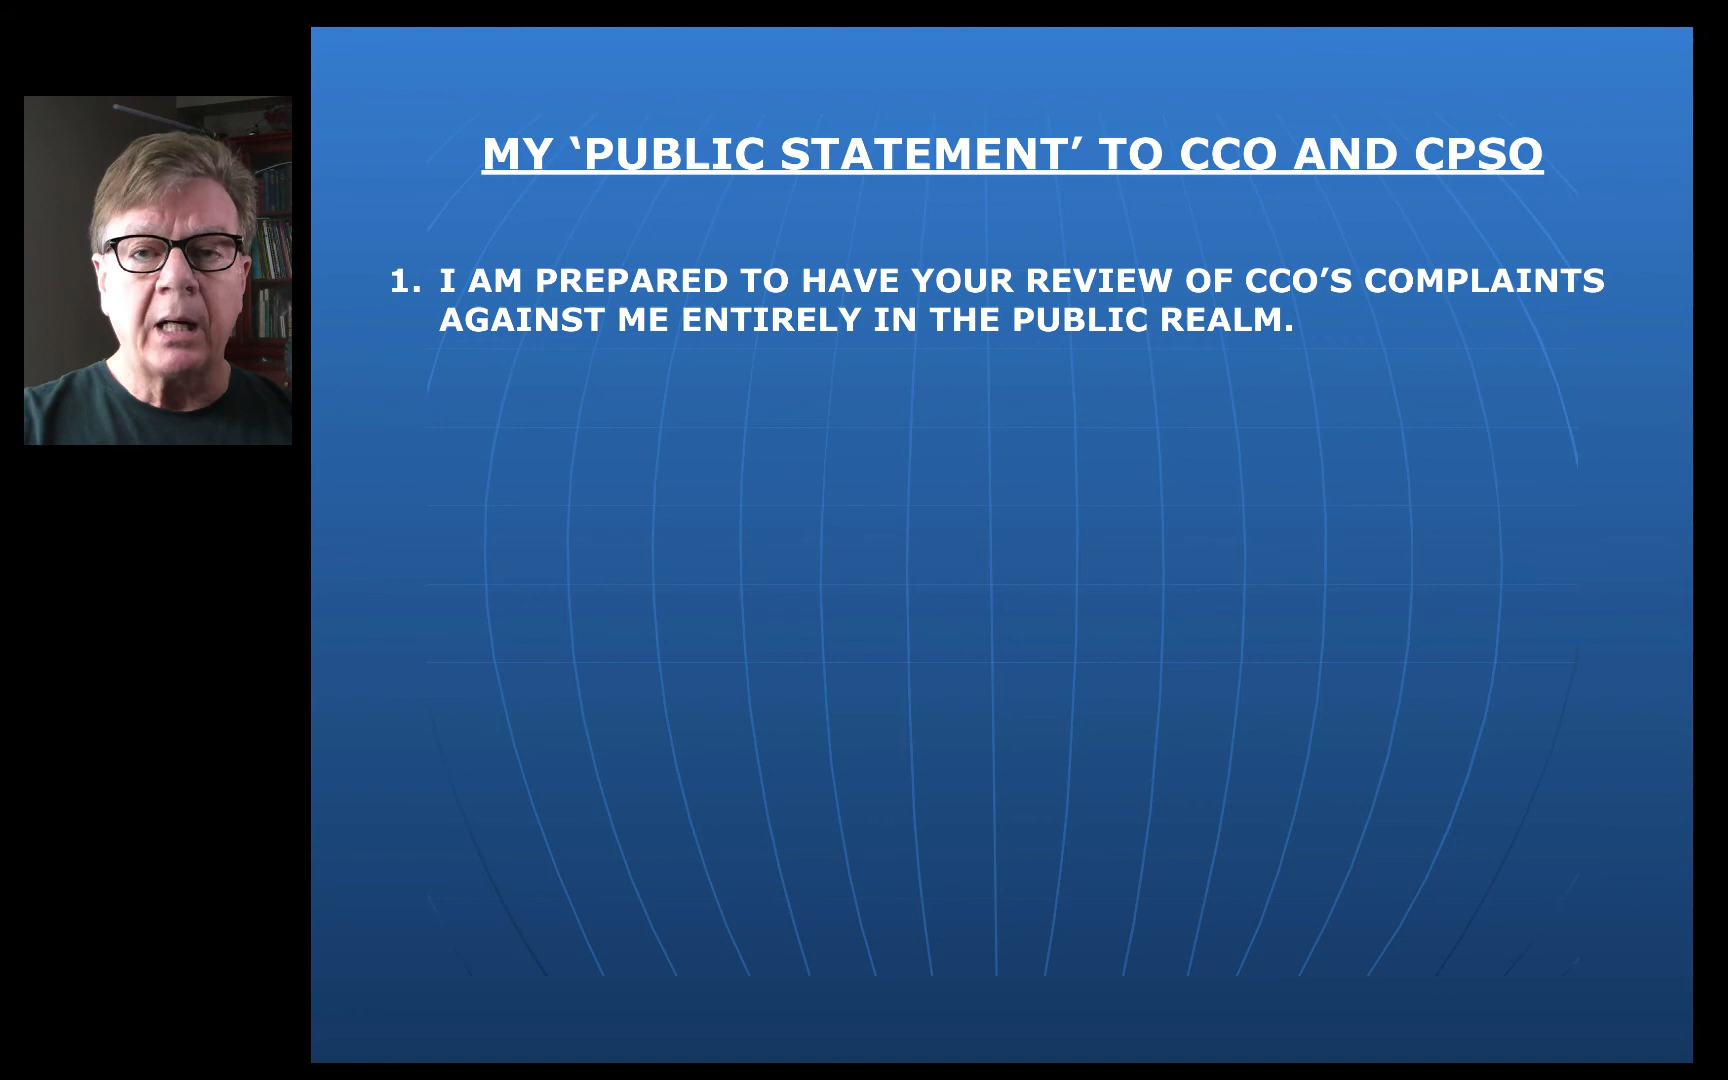 MY ‘PUBLIC STATEMENT’ TO CCO AND CPSO
1. I AM PREPARED TO HAVE YOUR REVIEW OF CCO’S COMPLAINTS
AGAINST ME ENTIRELY IN THE PUBLIC REALM.